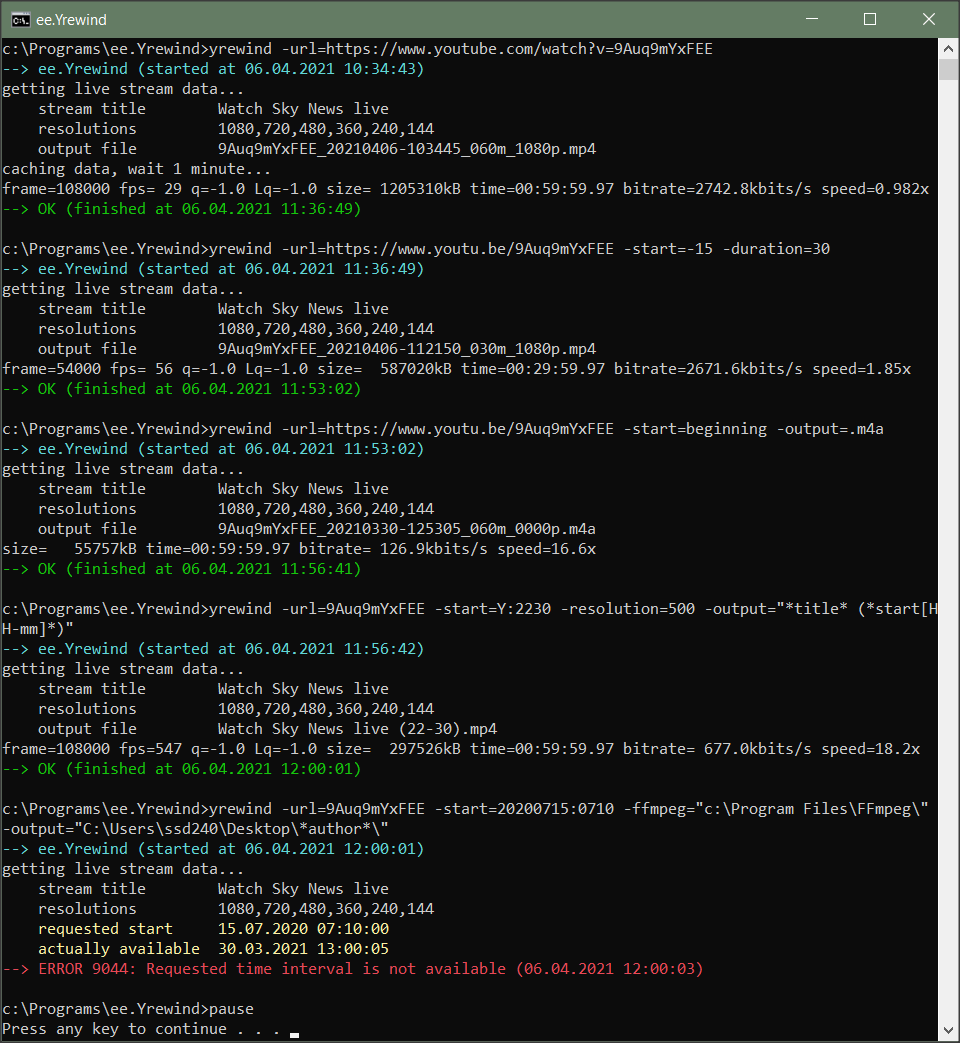 ee.Yrewind
c:\Programs\ee.Yrewind>yrewind -url=https://www.youtube.com/watch?v=9Auq9mYxFEE
--> ee.Yrewind (started at 06.04.2021 10:34:43)
getting live stream data...
    stream title        Watch Sky News live
    resolutions         1080,720,480,360,240,144
    output file         9Auq9mYxFEE_20210406-103445_060m_1080p.mp4
caching data, wait 1 minute...
frame=108000 fps= 29 q=-1.0 Lq=-1.0 size= 1205310kB time=00:59:59.97 bitrate=2742.8kbits/s speed=0.982x
--> OK (finished at 06.04.2021 11:36:49)
c:\Programs\ee.Yrewind>yrewind -url=https://www.youtu.be/9Auq9mYxFEE -start=-15 -duration=30
--> ee.Yrewind (started at 06.04.2021 11:36:49)
getting live stream data...
    stream title        Watch Sky News live
    resolutions         1080,720,480,360,240,144
    output file         9Auq9mYxFEE_20210406-112150_030m_1080p.mp4
frame=54000 fps= 56 q=-1.0 Lq=-1.0 size=  587020kB time=00:29:59.97 bitrate=2671.6kbits/s speed=1.85x
--> OK (finished at 06.04.2021 11:53:02)
c:\Programs\ee.Yrewind>yrewind -url=https://www.youtu.be/9Auq9mYxFEE -start=beginning -output=.m4a
--> ee.Yrewind (started at 06.04.2021 11:53:02)
getting live stream data...
    stream title        Watch Sky News live
    resolutions         1080,720,480,360,240,144
    output file         9Auq9mYxFEE_20210330-125305_060m_0000p.m4a
size=   55757kB time=00:59:59.97 bitrate= 126.9kbits/s speed=16.6x
--> OK (finished at 06.04.2021 11:56:41)
c:\Programs\ee.Yrewind>yrewind -url=9Auq9mYxFEE -start=Y:2230 -resolution=500 -output="*title* (*start[H
H-mm]*)"
--> ee.Yrewind (started at 06.04.2021 11:56:42)
getting live stream data...
    stream title        Watch Sky News live
    resolutions         1080,720,480,360,240,144
    output file         Watch Sky News live (22-30).mp4
frame=108000 fps=547 q=-1.0 Lq=-1.0 size=  297526kB time=00:59:59.97 bitrate= 677.0kbits/s speed=18.2x
--> OK (finished at 06.04.2021 12:00:01)
c:\Programs\ee.Yrewind>yrewind -url=9Auq9mYxFEE -start=20200715:0710 -ffmpeg="c:\Program Files\FFmpeg\"
-output="C:\Users\ssd240\Desktop\*author*\"
--> ee.Yrewind (started at 06.04.2021 12:00:01)
getting live stream data...
    stream title        Watch Sky News live
    resolutions         1080,720,480,360,240,144
    requested start     15.07.2020 07:10:00
    actually available  30.03.2021 13:00:05
--> ERROR 9044: Requested time interval is not available (06.04.2021 12:00:03)
c:\Programs\ee.Yrewind>pause
Press any key to continue . . .